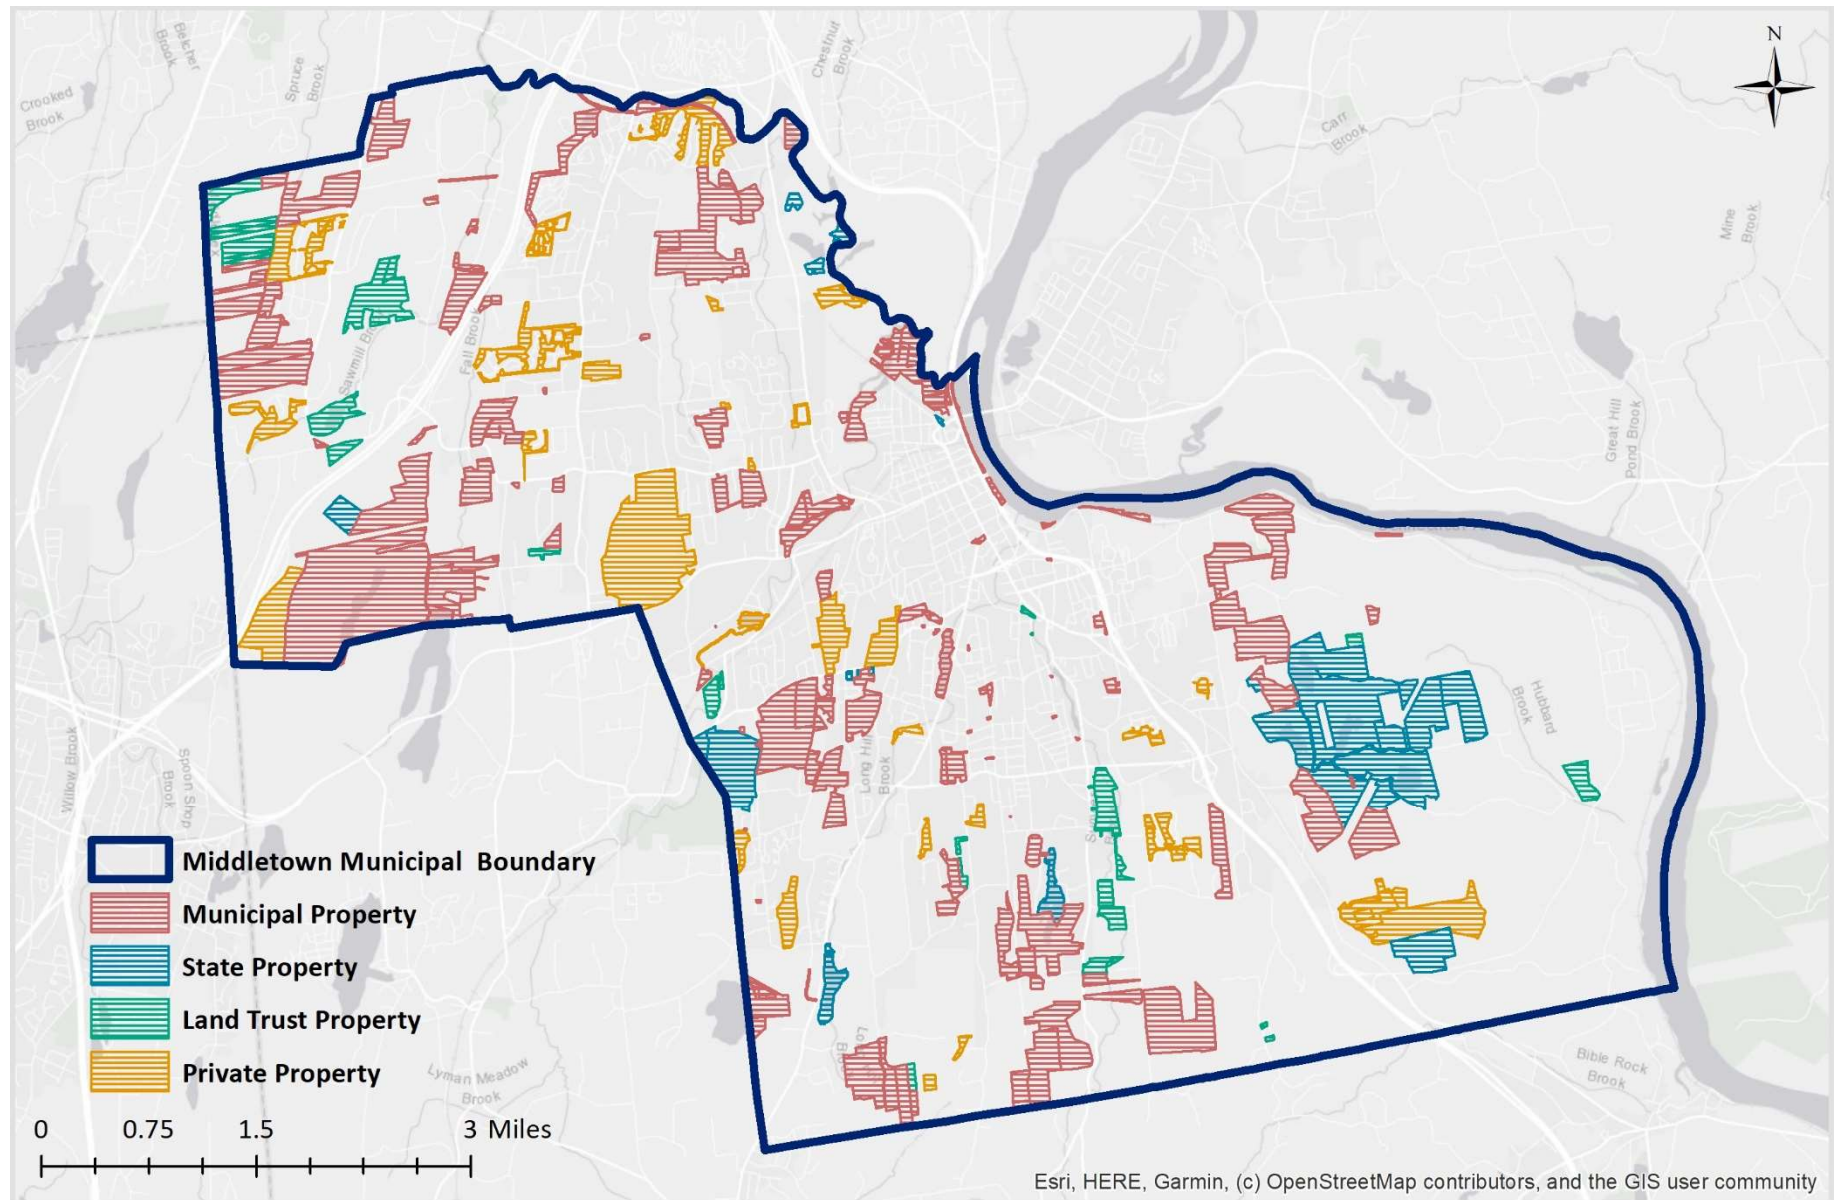 Crooked
Brook
Belcher
Brook
Spruce
Brook
Chestnut
Brook
N
Carr
Brook
Mine
Brook
Sawmill
Fall Brook
Great Hill
Pond Brook
Hubbard
Brook
Willow Brook
Spoon Shop
Brook
Long Hill
Brook
Middletown Municipal Boundary
Municipal Property
State Property
Land Trust Property
Private Property
Lyman Meadow
Brook
Bible Rock
Brook
0 0.75 1.5 3 Miles
Esri, HERE, Garmin, (c) OpenStreetMap contributors, and the GIS user community